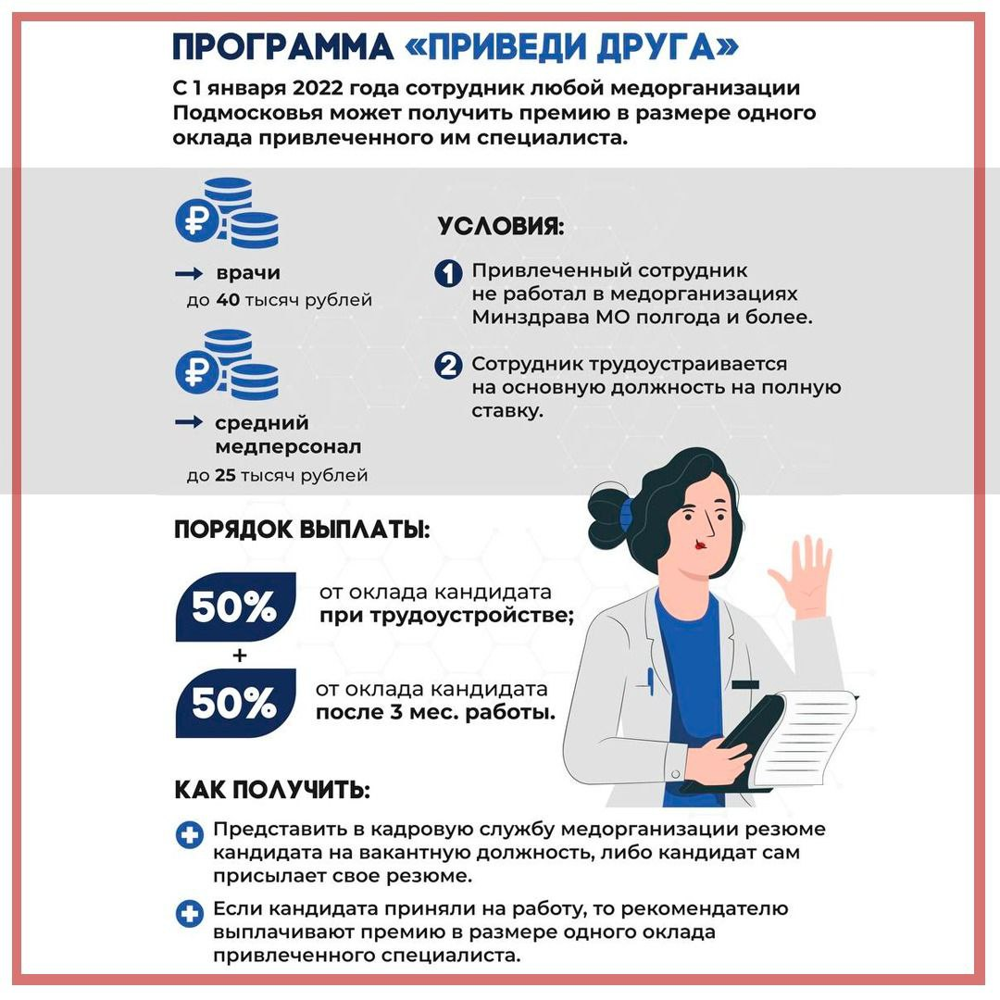 ПРОГРАММА «ПРИВЕДИ ДРУГА»
С 1 января 2022 года сотрудник любой медорганизации
Подмосковья может получить премию в размере одного
оклада привлеченного им специалиста.
врачи
до 40 тысяч рублей
средний
медперсонал
до 25 тысяч рублей
УСЛОВИЯ:
1 Привлеченный сотрудник
не работал в медорганизациях
Минздрава МО полгода и более.
2 Сотрудник трудоустраивается
на основную должность на полную
ставку.
ПОРЯДОК ВЫПЛАТЫ:
50% от оклада кандидата
при трудоустройстве;
+
50% от оклада кандидата
после 3 мес. работы.
КАК ПОЛУЧИТЬ:
Представить в кадровую службу медорганизации резюме
кандидата на вакантную должность, либо кандидат сам
присылает свое резюме.
Если кандидата приняли на работу, то рекомендателю
выплачивают премию в размере одного оклада
привлеченного специалиста.